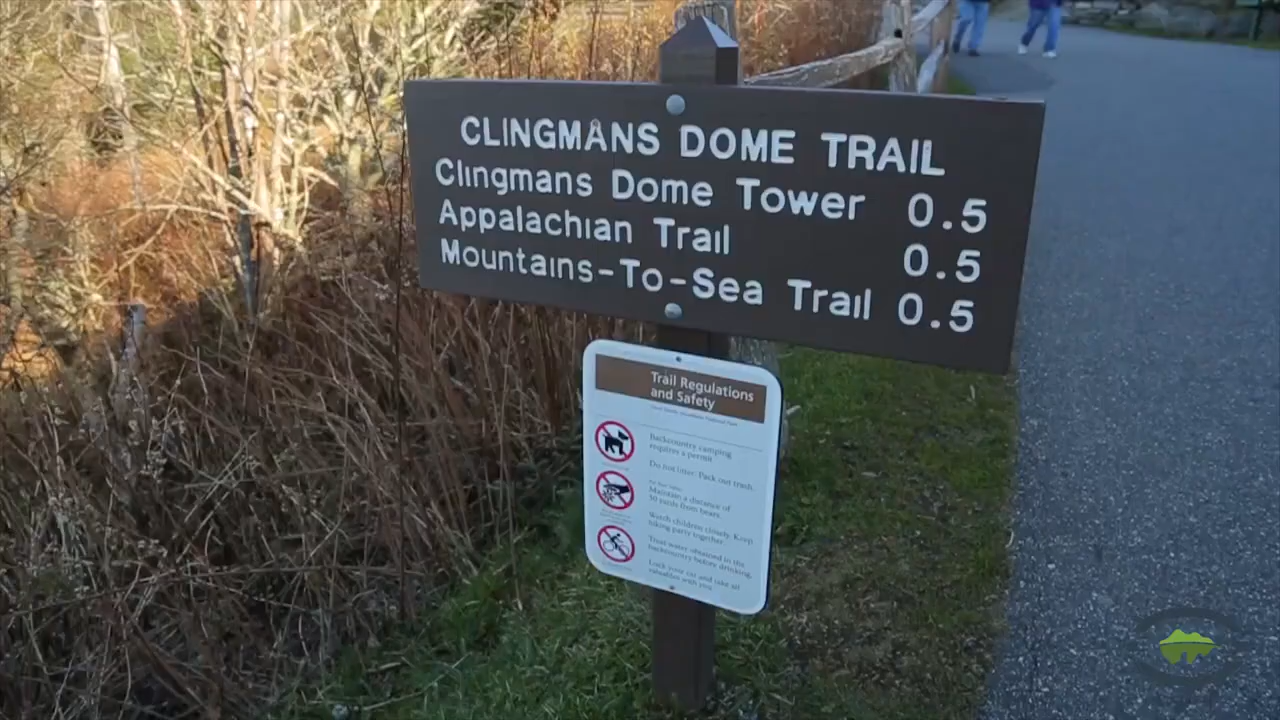 CLINGMANS DOME TRAIL
Clingmans Dome Tower 0.5
Appalachian Trail 0.5
Mountains-To-Sea Trail 0.5
Trail Regulations
and Safety
Backcountry camping
requires a permit
Do not litter. Pack out trash.
Maintain a distance of
50 yards from bears
Watch children closely. Keep
hiking party together
Treat water obtained in the
backcountry before drinking.
Lock your car and take all
valuables with you